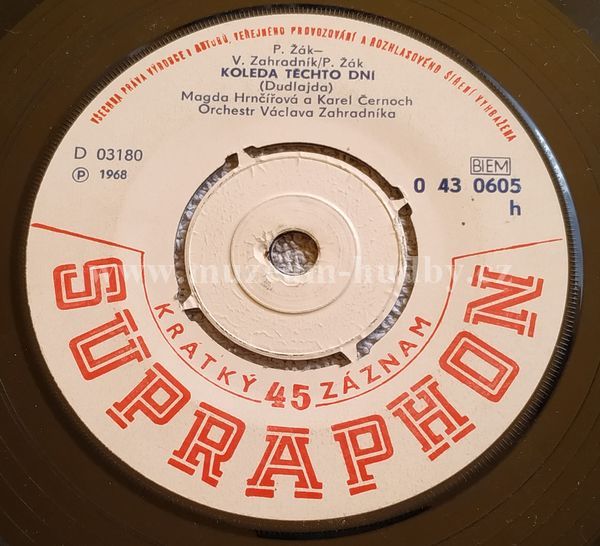 VŠECHNA PRÁVA VÝROBCE I AUTORŮ, VEŘEJNÉHO PROVOZOVÁNÍ A ROZHLASOVÉHO ŠÍŘENÍ VYHRAŽENA
P. Žák–
V. Zahradník/P. Žák
KOLEDA TĚCHTO DNÍ
(Dudlajda)
Magda Hrnčířová a Karel Černoch
Orchestr Václava Zahradníka
D 03180
Ⓟ 1968
BIEM
0 43 0605
h
www.muzeum-hudby.cz
KRÁTKÝ 45 ZÁZNAM
SUPRAPHON